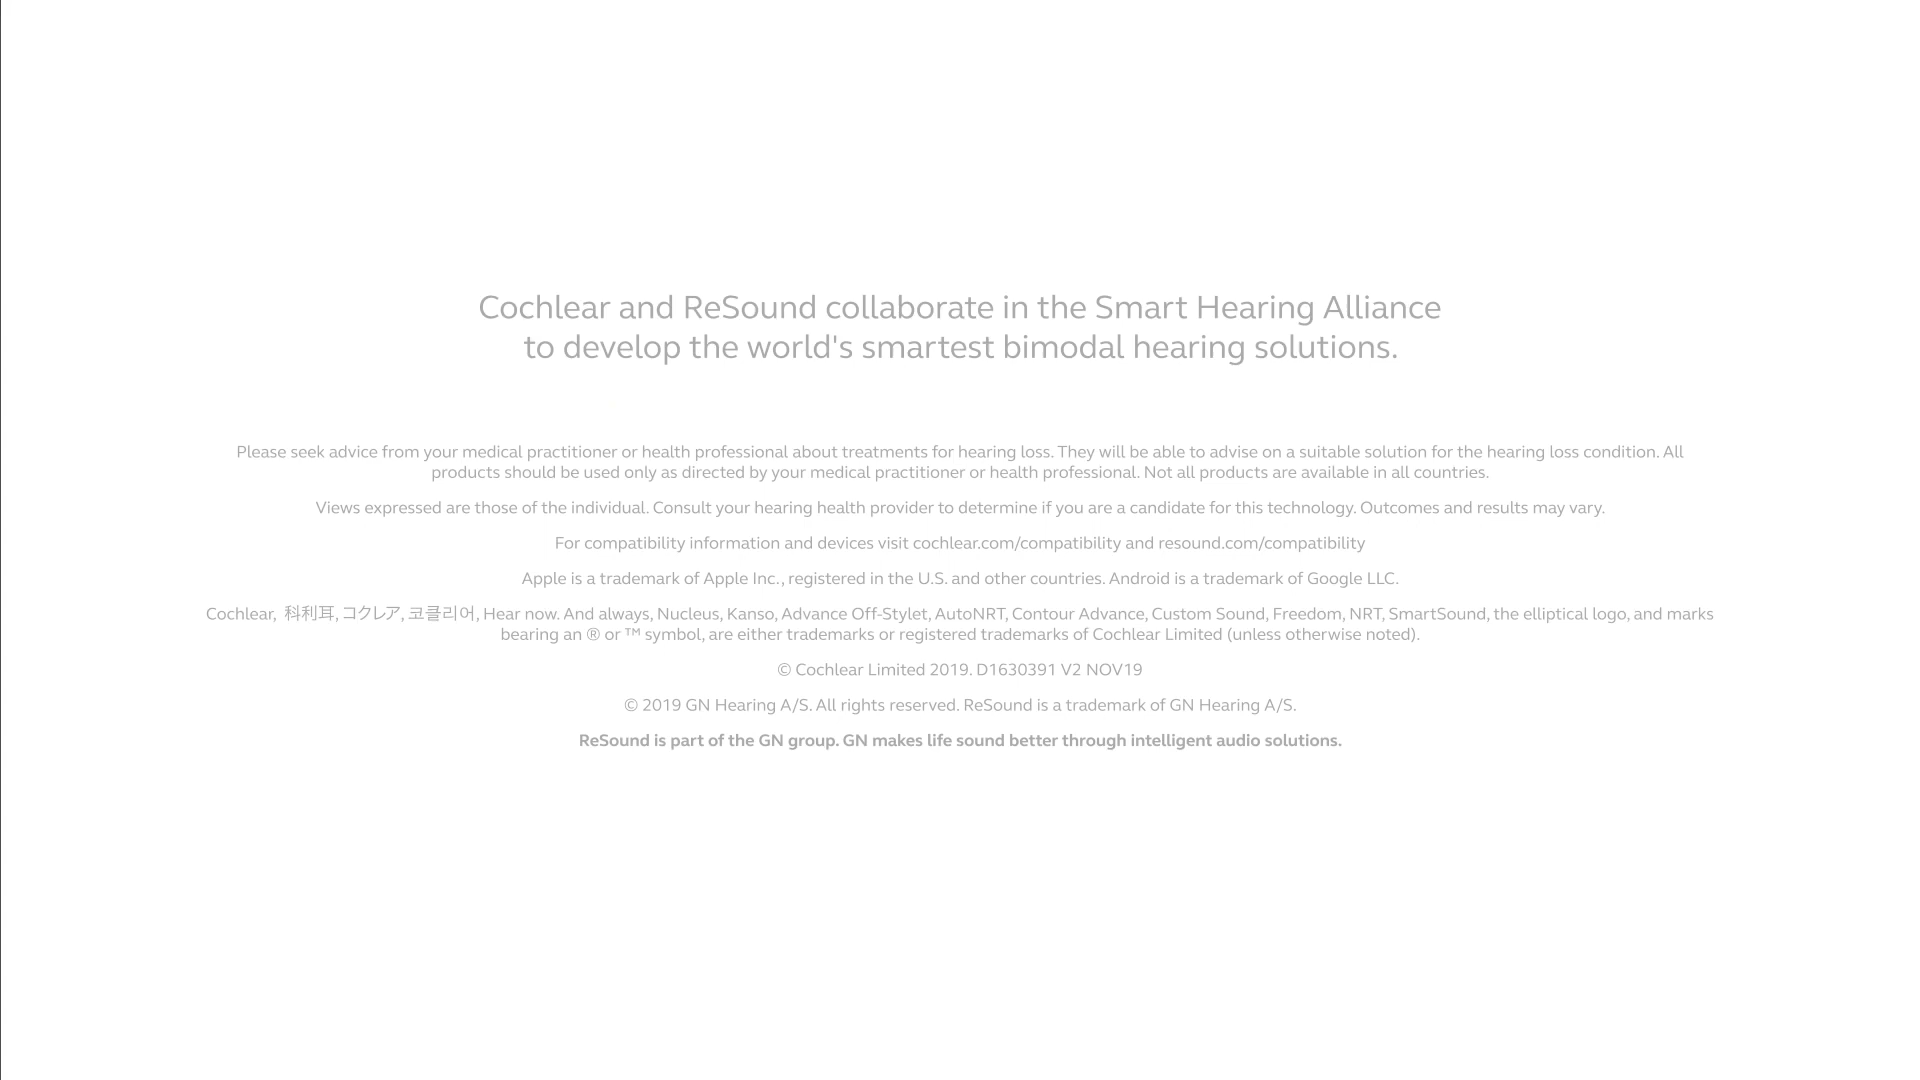 Cochlear and ReSound collaborate in the Smart Hearing Alliance
to develop the world's smartest bimodal hearing solutions.
Please seek advice from your medical practitioner or health professional about treatments for hearing loss. They will be able to advise on a suitable solution for the hearing loss condition. All
products should be used only as directed by your medical practitioner or health professional. Not all products are available in all countries.
Views expressed are those of the individual. Consult your hearing health provider to determine if you are a candidate for this technology. Outcomes and results may vary.
For compatibility information and devices visit cochlear.com/compatibility and resound.com/compatibility
Apple is a trademark of Apple Inc., registered in the U.S. and other countries. Android is a trademark of Google LLC.
Cochlear, 科利耳, コクレア, 코클리어, Hear now. And always, Nucleus, Kanso, Advance Off-Stylet, AutoNRT, Contour Advance, Custom Sound, Freedom, NRT, SmartSound, the elliptical logo, and marks
bearing an ® or ™ symbol, are either trademarks or registered trademarks of Cochlear Limited (unless otherwise noted).
© Cochlear Limited 2019. D1630391 V2 NOV19
© 2019 GN Hearing A/S. All rights reserved. ReSound is a trademark of GN Hearing A/S.
ReSound is part of the GN group. GN makes life sound better through intelligent audio solutions.